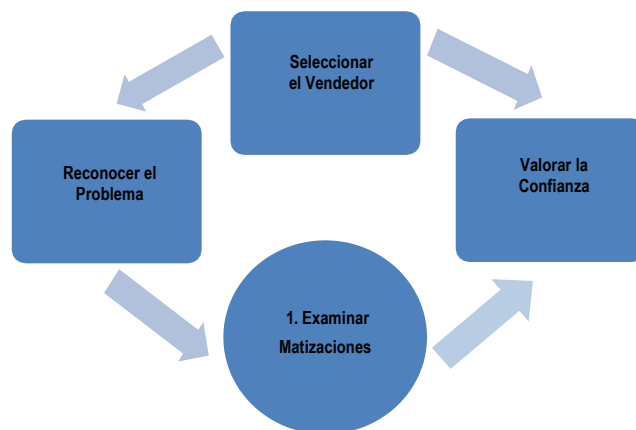 Seleccionar
el Vendedor
Reconocer el
Problema
Valorar la
Confianza
1. Examinar
Matizaciones